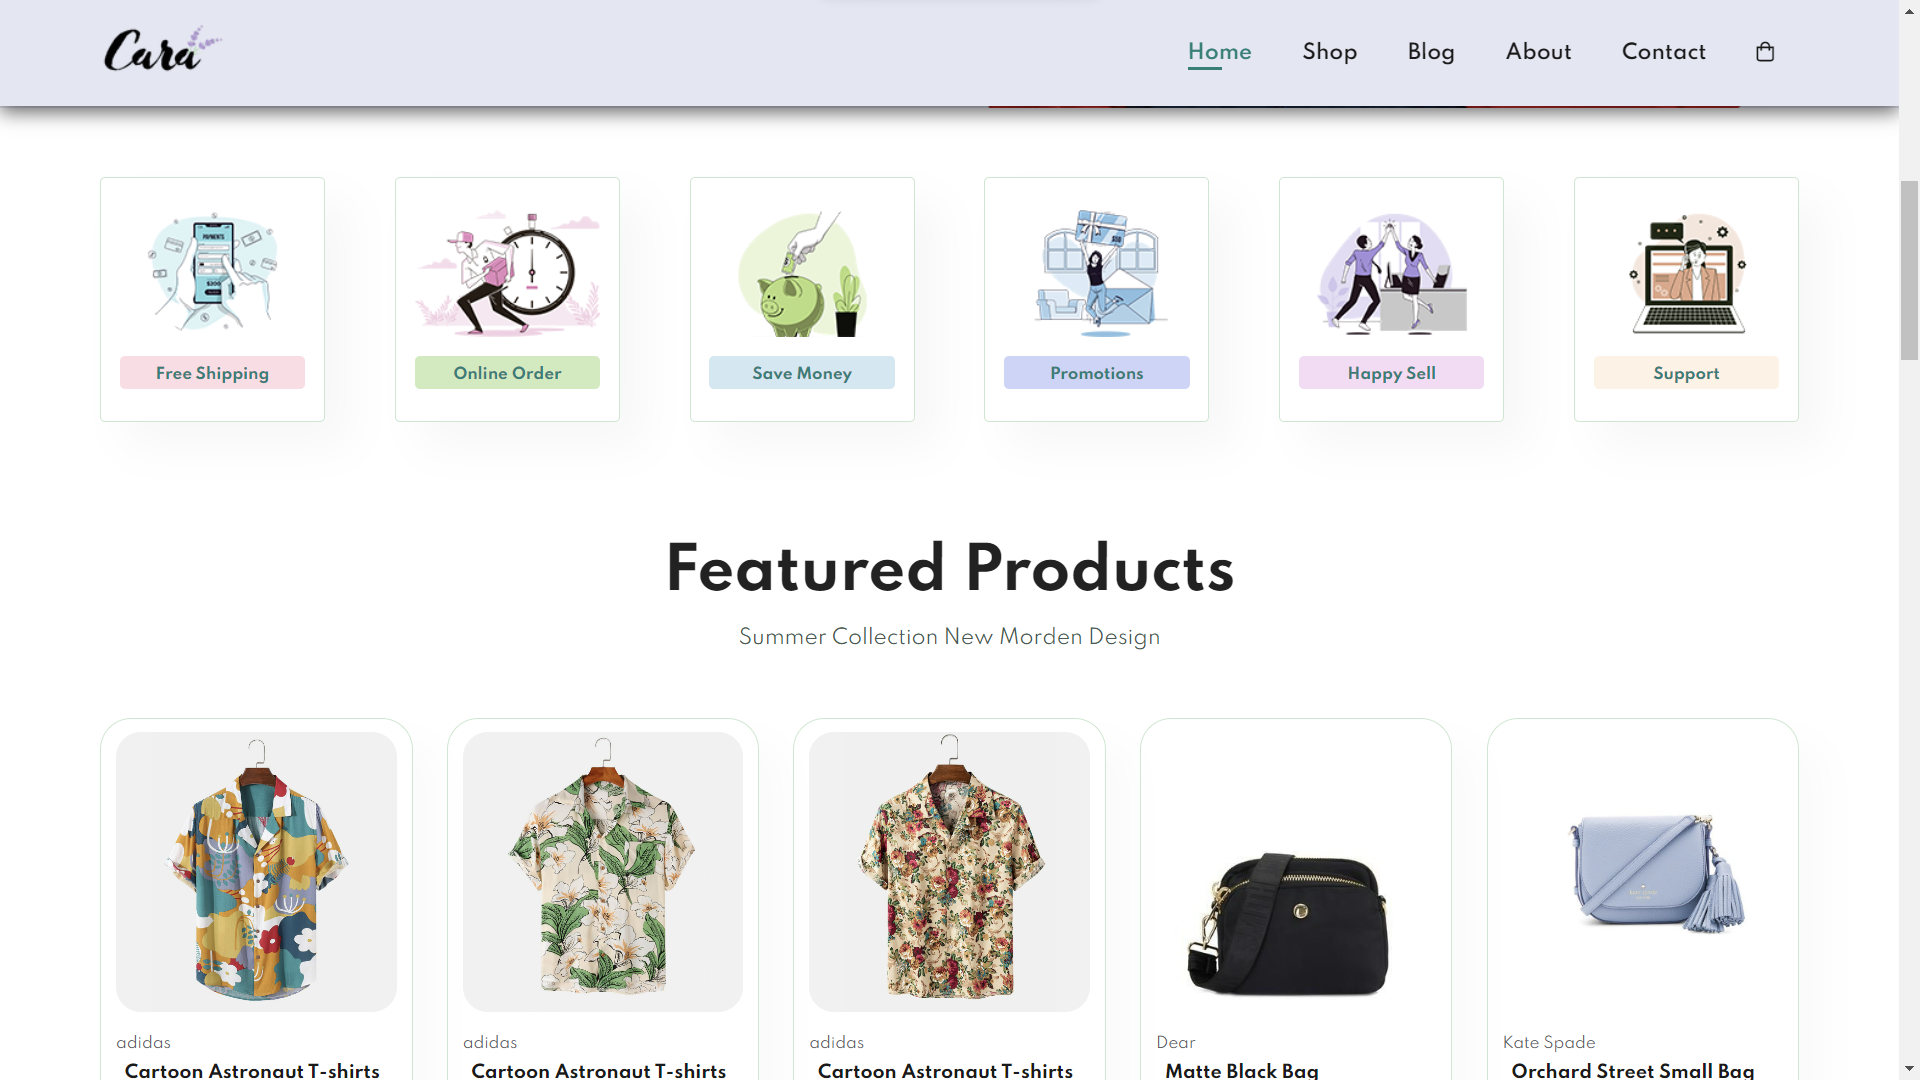 Cara
Home
Shop
Blog
About
Contact
PAYMENTS
Free Shipping
Online Order
Save Money
Promotions
Happy Sell
Support
Featured Products
Summer Collection New Morden Design
adidas
Cartoon Astronaut T-shirts
adidas
Cartoon Astronaut T-shirts
adidas
Cartoon Astronaut T-shirts
Dear
Matte Black Bag
Kate Spade
Orchard Street Small Bag